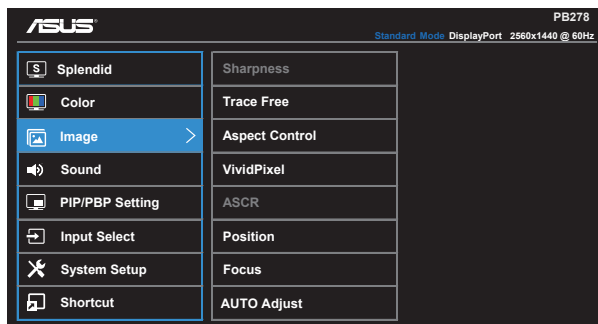 PB278
ASUS
Standard Mode DisplayPort 2560x1440 @ 60Hz
S Splendid
Color
Image
Sound
PIP/PBP Setting
Input Select
System Setup
Shortcut
Sharpness
Trace Free
Aspect Control
VividPixel
ASCR
Position
Focus
AUTO Adjust